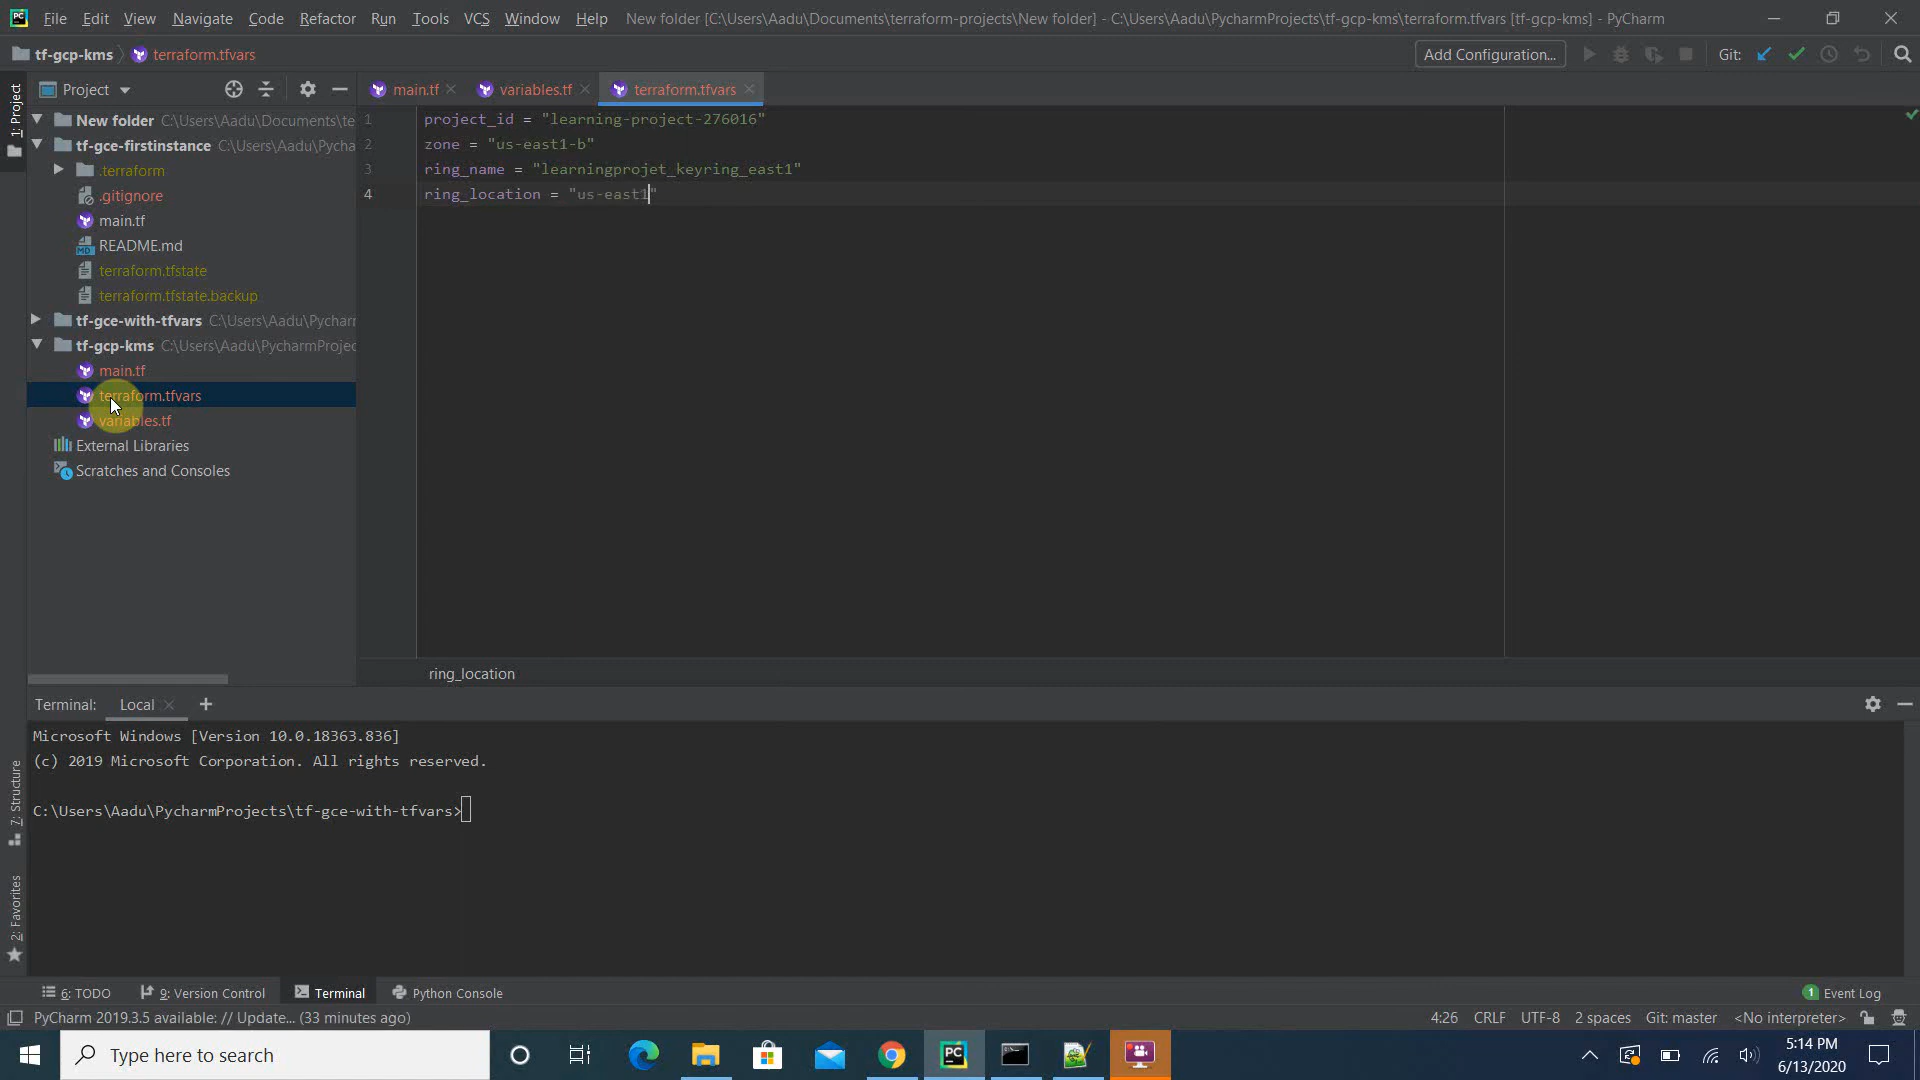 File Edit View Navigate Code Refactor Run Tools VCS Window Help New folder [C:\Users\Aadu\Documents\terraform-projects\New folder] - C:\Users\Aadu\PycharmProjects\tf-gcp-kms\terraform.tfvars [tf-gcp-kms] - PyCharm
tf-gcp-kms terraform.tfvars Add Configuration... Git:
1: Project
Project main.tf variables.tf terraform.tfvars
New folder C:\Users\Aadu\Documents\te
tf-gce-firstinstance C:\Users\Aadu\Pycha
.terraform
.gitignore
main.tf
README.md
terraform.tfstate
terraform.tfstate.backup
tf-gce-with-tfvars C:\Users\Aadu\Pychar
tf-gcp-kms C:\Users\Aadu\PycharmProjec
main.tf
terraform.tfvars
variables.tf
External Libraries
Scratches and Consoles
1 project_id = "learning-project-276016"
2 zone = "us-east1-b"
3 ring_name = "learningprojet_keyring_east1"
4 ring_location = "us-east1"
ring_location
Terminal: Local +
Microsoft Windows [Version 10.0.18363.836]
(c) 2019 Microsoft Corporation. All rights reserved.
C:\Users\Aadu\PycharmProjects\tf-gce-with-tfvars>
7: Structure
2: Favorites
6: TODO 9: Version Control Terminal Python Console 1 Event Log
PyCharm 2019.3.5 available: // Update... (33 minutes ago) 4:26 CRLF UTF-8 2 spaces Git: master <No interpreter>
Type here to search
PC
5:14 PM
6/13/2020